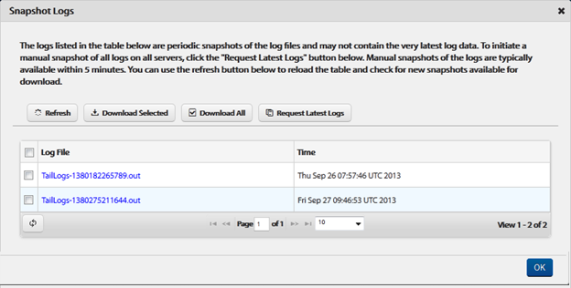 Snapshot Logs
The logs listed in the table below are periodic snapshots of the log files and may not contain the very latest log data. To initiate a
manual snapshot of all logs on all servers, click the "Request Latest Logs" button below. Manual snapshots of the logs are typically
available within 5 minutes. You can use the refresh button below to reload the table and check for new snapshots available for
download.
Refresh Download Selected Download All Request Latest Logs
Log File Time
TailLogs-1380182265789.out Thu Sep 26 07:57:46 UTC 2013
TailLogs-1380275211644.out Fri Sep 27 09:46:53 UTC 2013
Page 1 of 1 10 View 1 - 2 of 2
OK